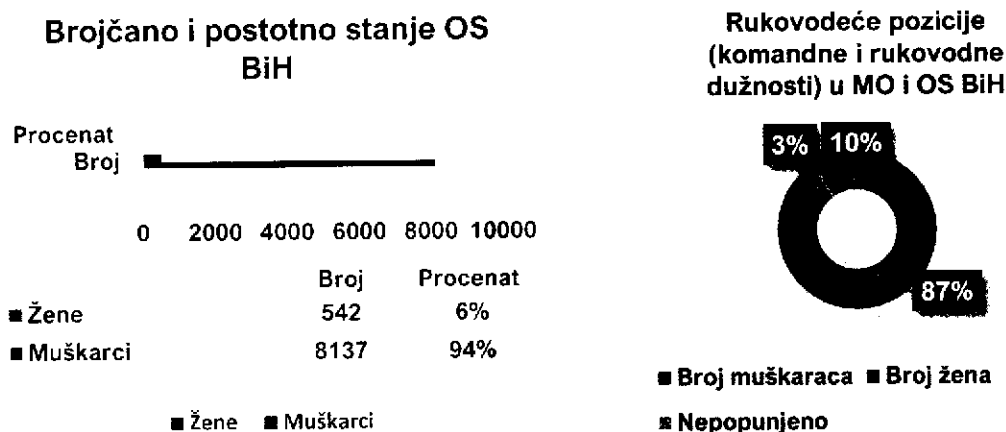 Brojčano i postotno stanje OS
BiH
Procenat
Broj
0 2000 4000 6000 8000 10000
Broj Procenat
■ Žene 542 6%
■ Muškarci 8137 94%
■ Žene ■ Muškarci
Rukovodeće pozicije
(komandne i rukovodne
dužnosti) u MO i OS BiH
3% 10%
87%
■ Broj muškaraca ■ Broj žena
■ Nepopunjeno